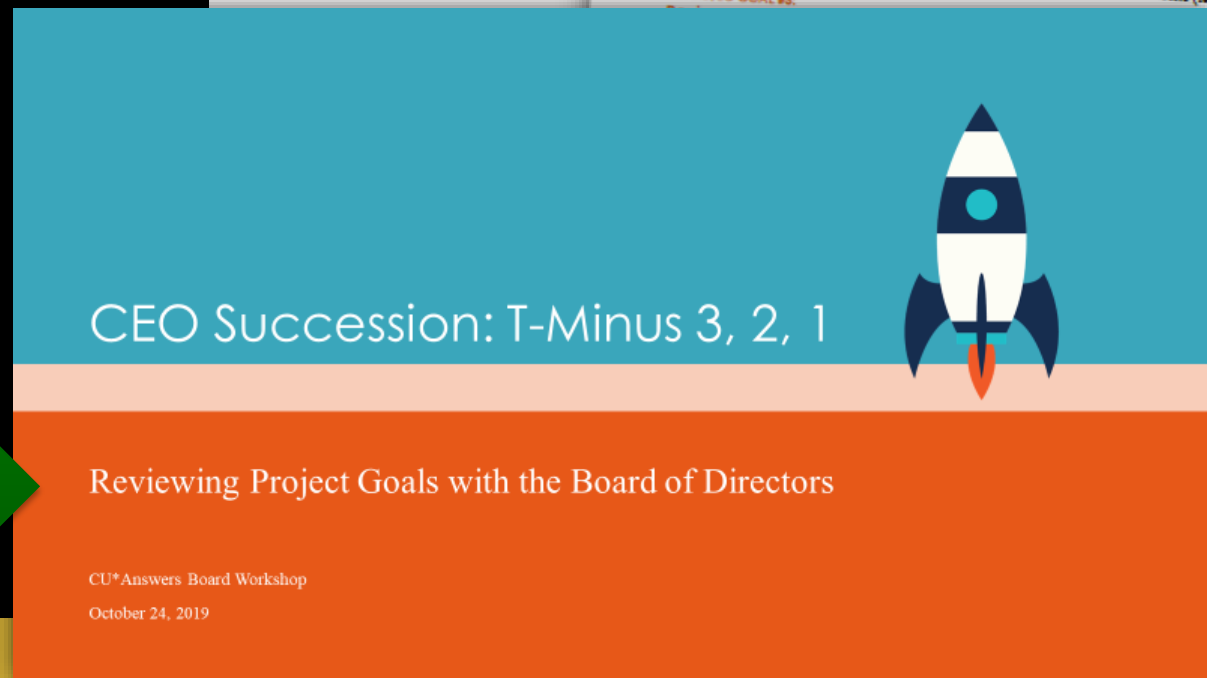 CEO Succession: T-Minus 3, 2, 1
Reviewing Project Goals with the Board of Directors
CU*Answers Board Workshop
October 24, 2019